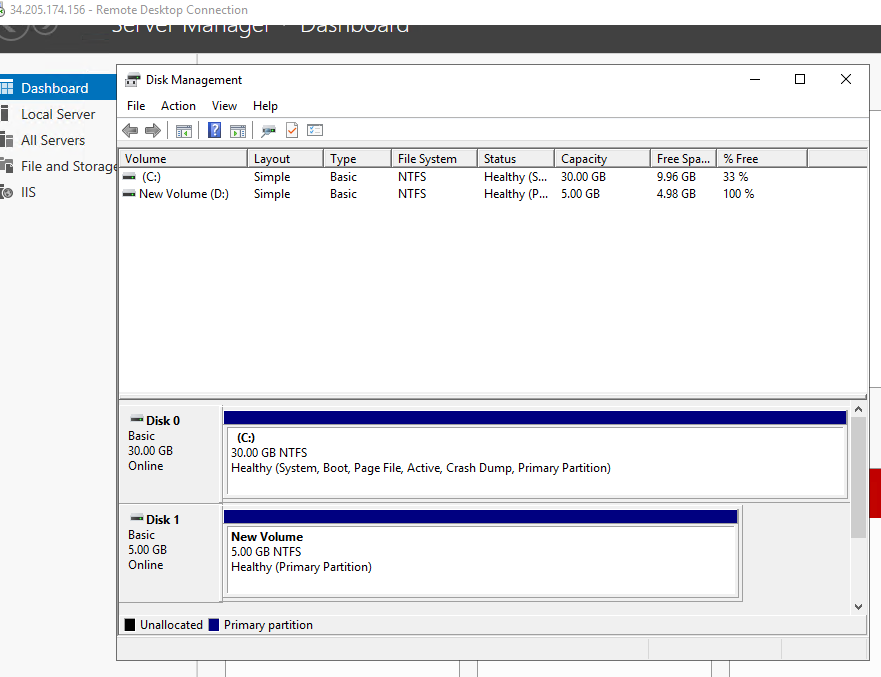 34.205.174.156 - Remote Desktop Connection
Server Manager · Dashboard
Dashboard
Local Server
All Servers
File and Storage
IIS
Disk Management
File Action View Help
Volume Layout Type File System Status Capacity Free Spa... % Free
(C:) Simple Basic NTFS Healthy (S... 30.00 GB 9.96 GB 33 %
New Volume (D:) Simple Basic NTFS Healthy (P... 5.00 GB 4.98 GB 100 %
Disk 0
Basic
30.00 GB
Online
(C:)
30.00 GB NTFS
Healthy (System, Boot, Page File, Active, Crash Dump, Primary Partition)
Disk 1
Basic
5.00 GB
Online
New Volume
5.00 GB NTFS
Healthy (Primary Partition)
Unallocated Primary partition